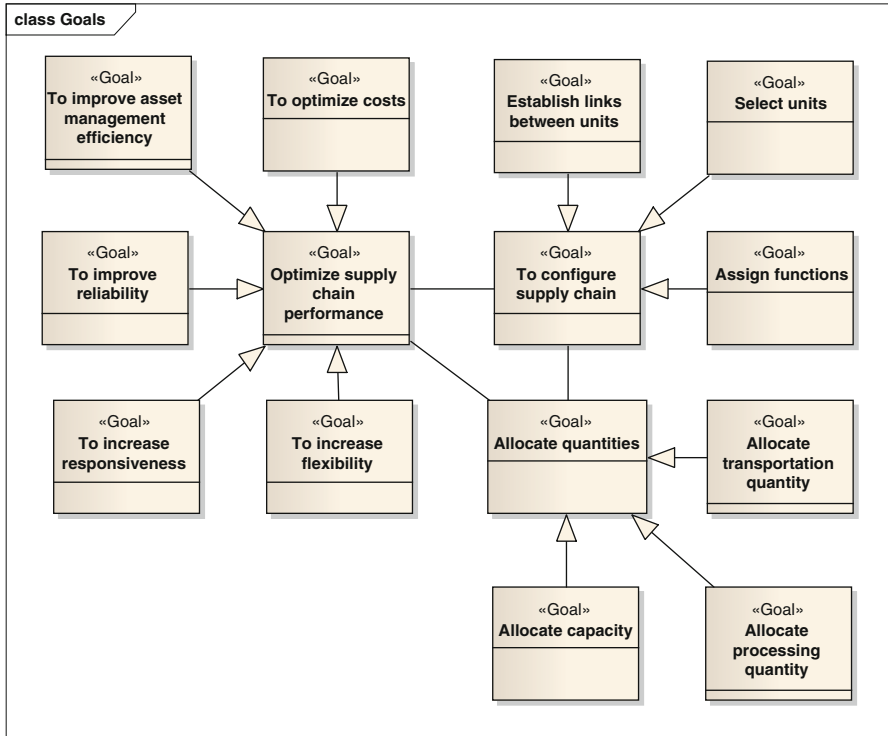 class Goals
«Goal»
To improve asset
management
efficiency
«Goal»
To optimize costs
«Goal»
Establish links
between units
«Goal»
Select units
«Goal»
To improve
reliability
«Goal»
Optimize supply
chain
performance
«Goal»
To configure
supply chain
«Goal»
Assign functions
«Goal»
To increase
responsiveness
«Goal»
To increase
flexibility
«Goal»
Allocate quantities
«Goal»
Allocate
transportation
quantity
«Goal»
Allocate capacity
«Goal»
Allocate
processing
quantity